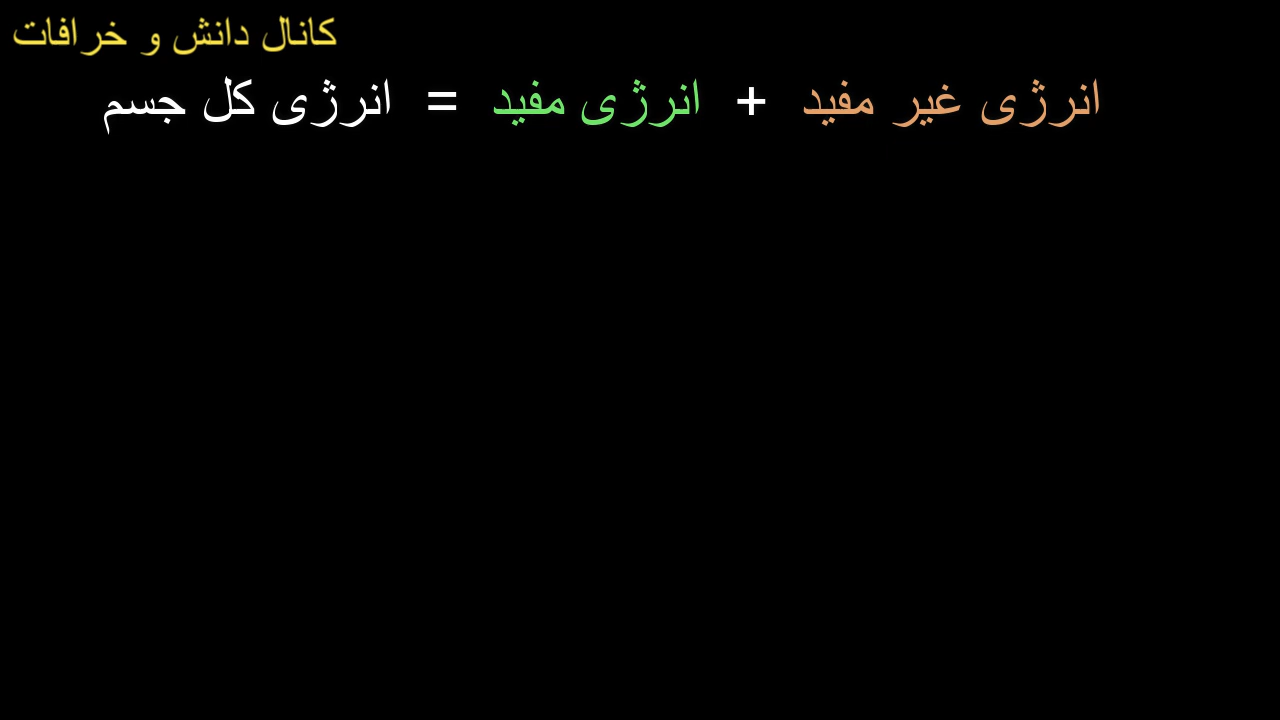 کانال دانش و خرافات
انرژی کل جسم = انرژی مفید + انرژی غیر مفید